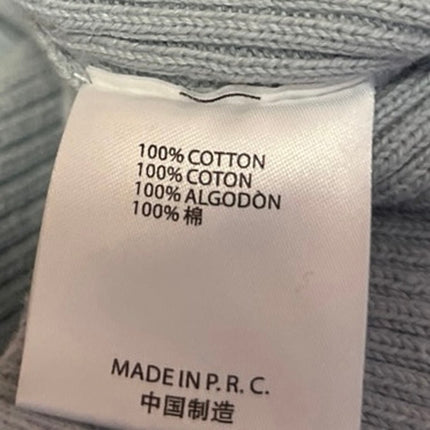 100% COTTON
100% COTON
100% ALGODÒN
100% 棉
MADE IN P. R. C.
中国制造